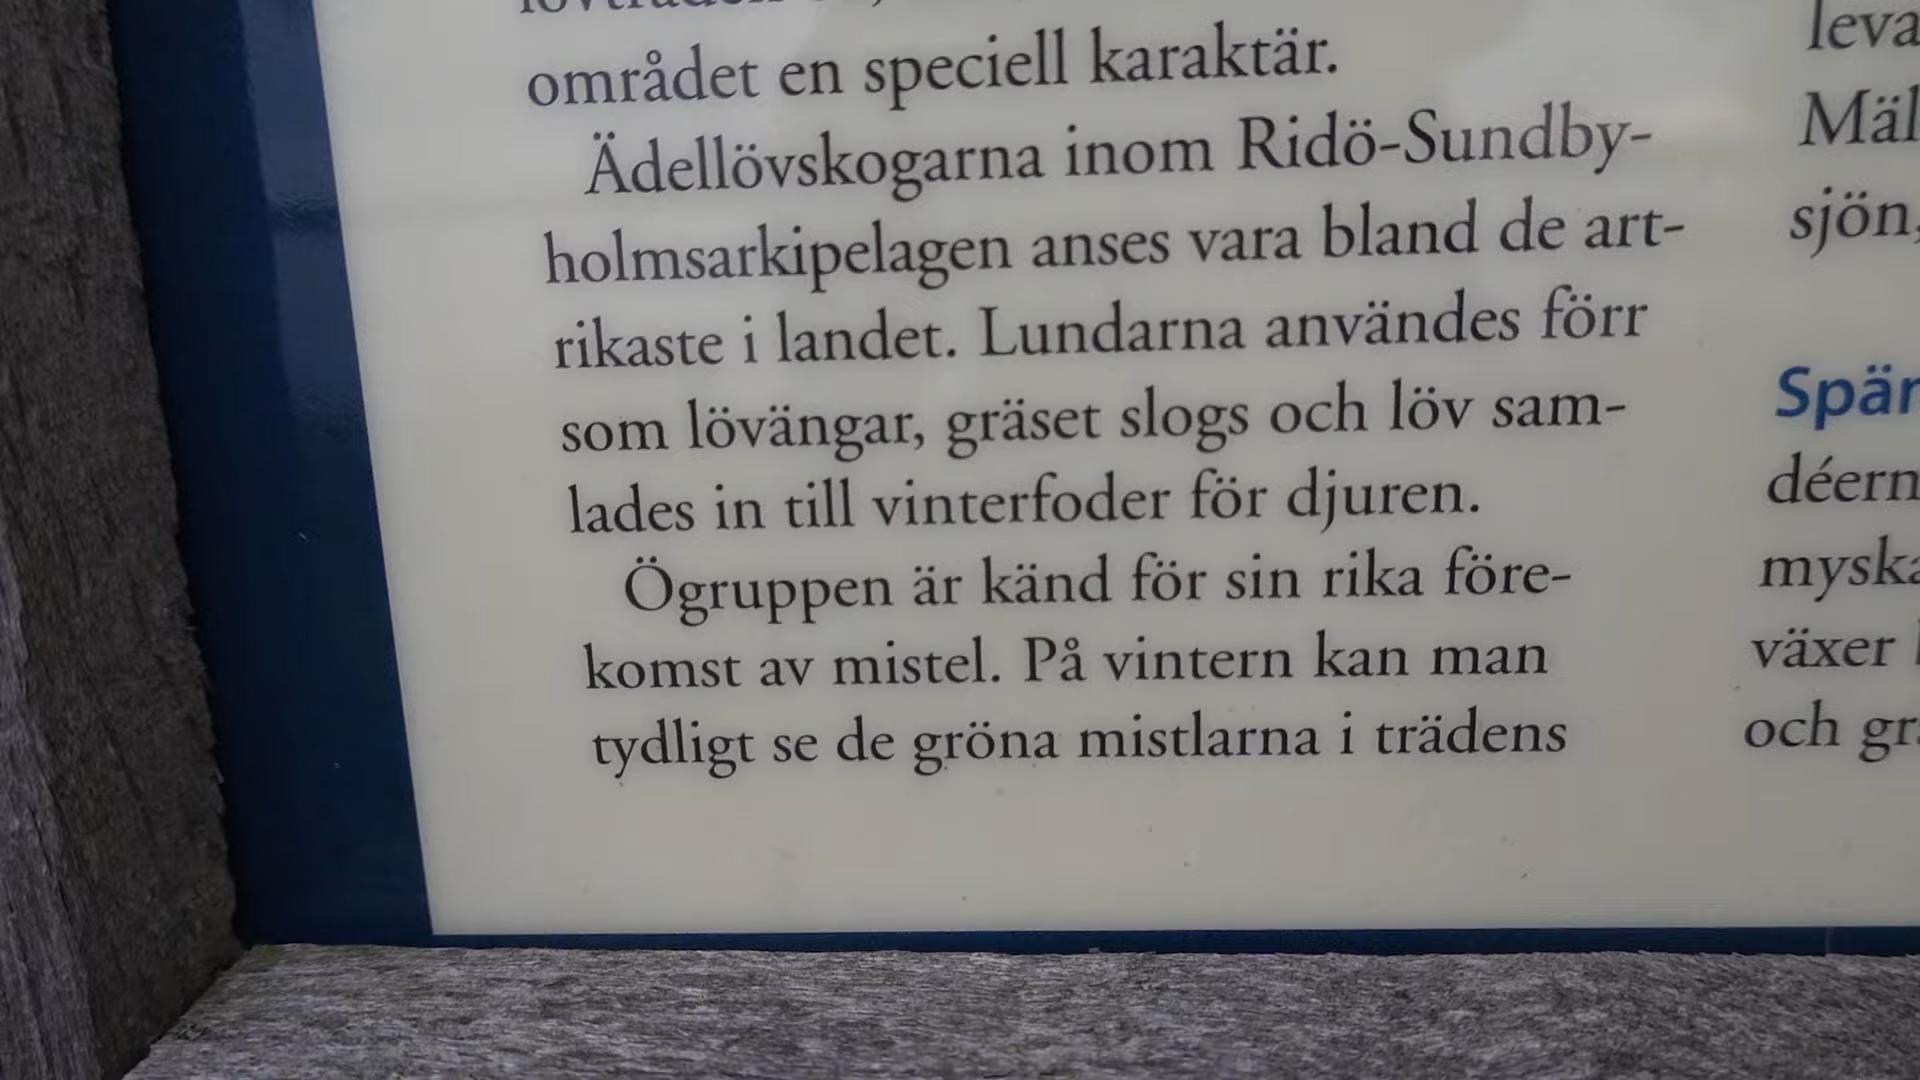 området en speciell karaktär.
Ädellövskogarna inom Ridö-Sundby-
holmsarkipelagen anses vara bland de art-
rikaste i landet. Lundarna användes förr
som lövängar, gräset slogs och löv sam-
lades in till vinterfoder för djuren.
Ögruppen är känd för sin rika före-
komst av mistel. På vintern kan man
tydligt se de gröna mistlarna i trädens
leva
Mäl
sjön,
Spär
déern
myska
växer
och gr